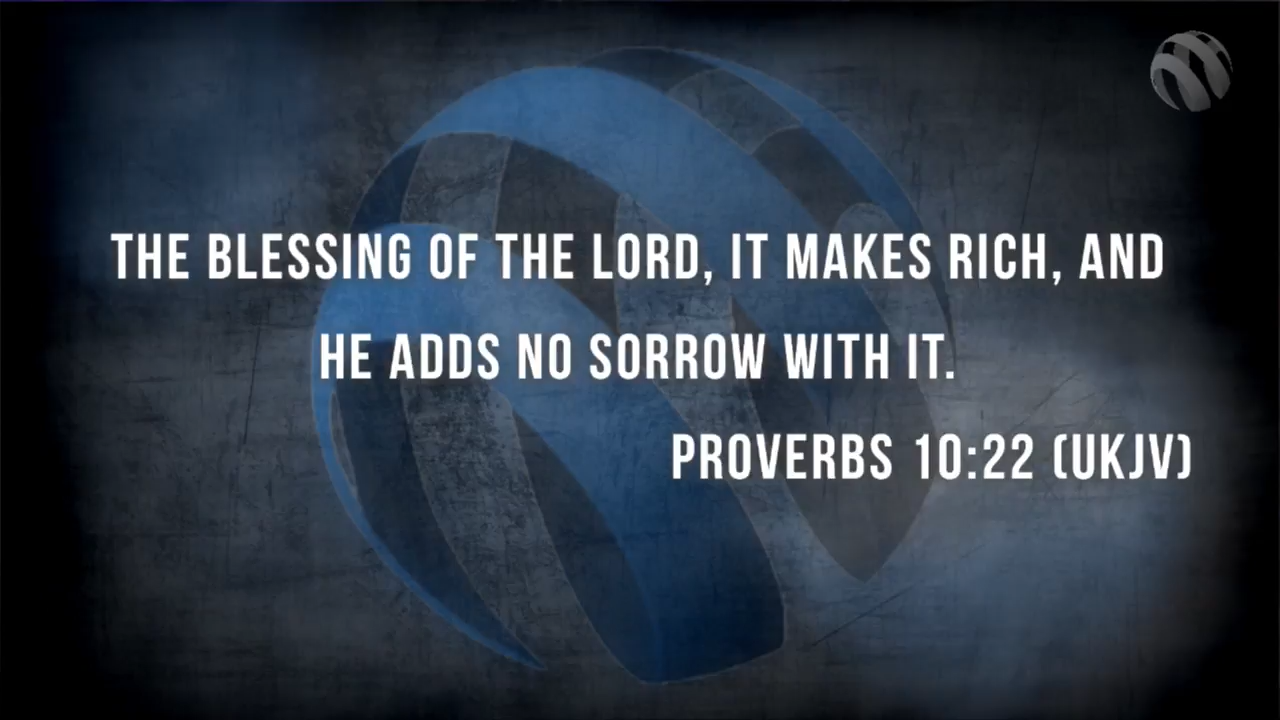 THE BLESSING OF THE LORD, IT MAKES RICH, AND
HE ADDS NO SORROW WITH IT.
PROVERBS 10:22 (UKJV)